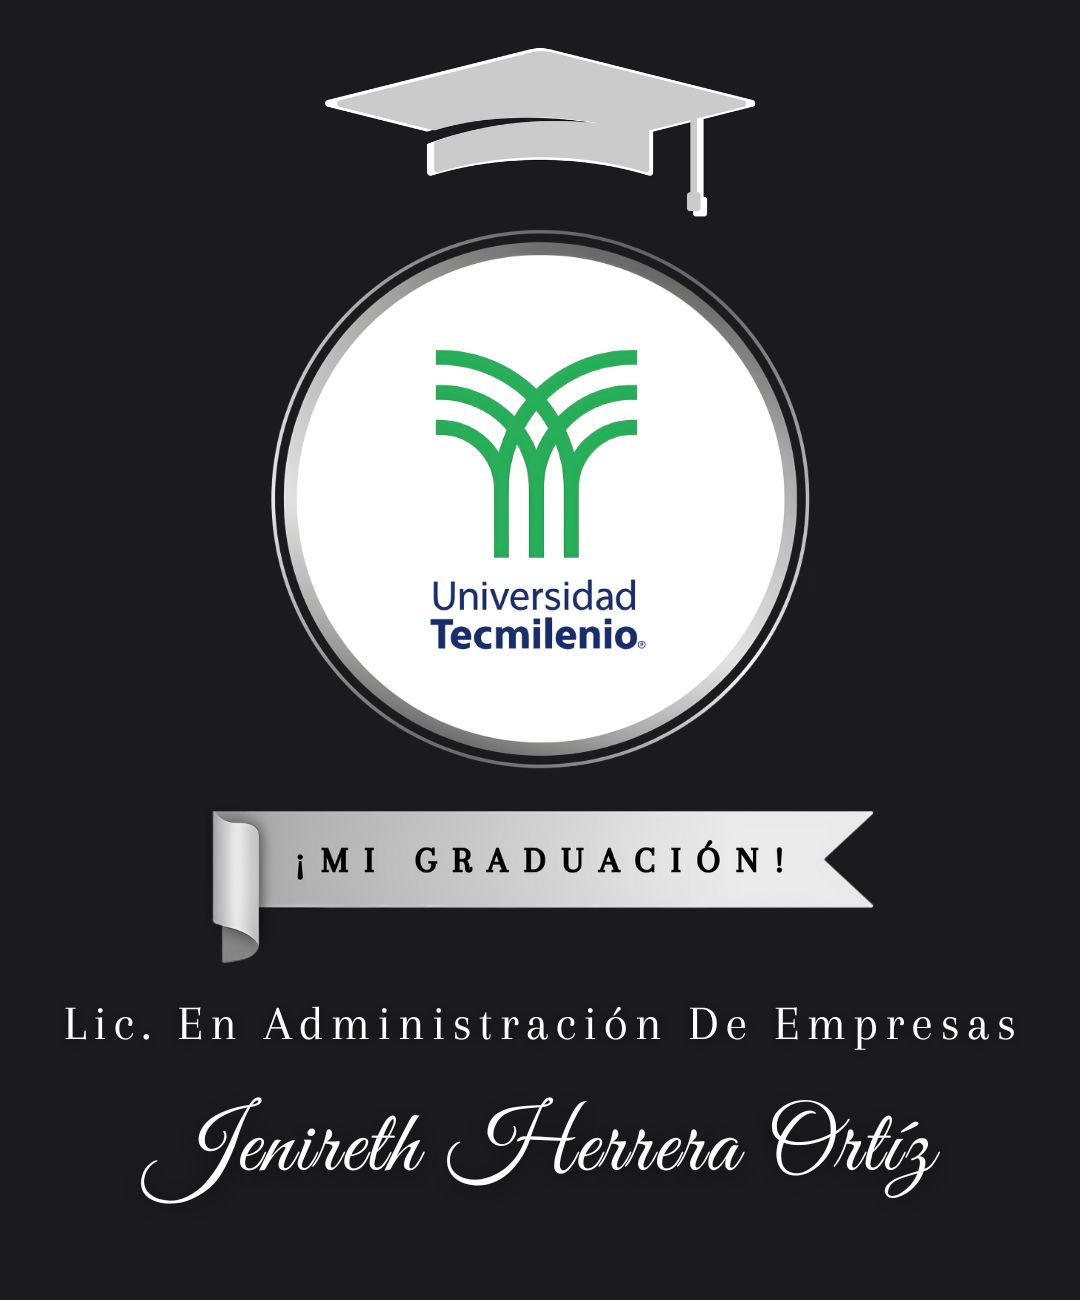 Universidad
Tecmilenio®
¡MI GRADUACIÓN!
Lic. En Administración De Empresas
Jenireth Herrera Ortíz